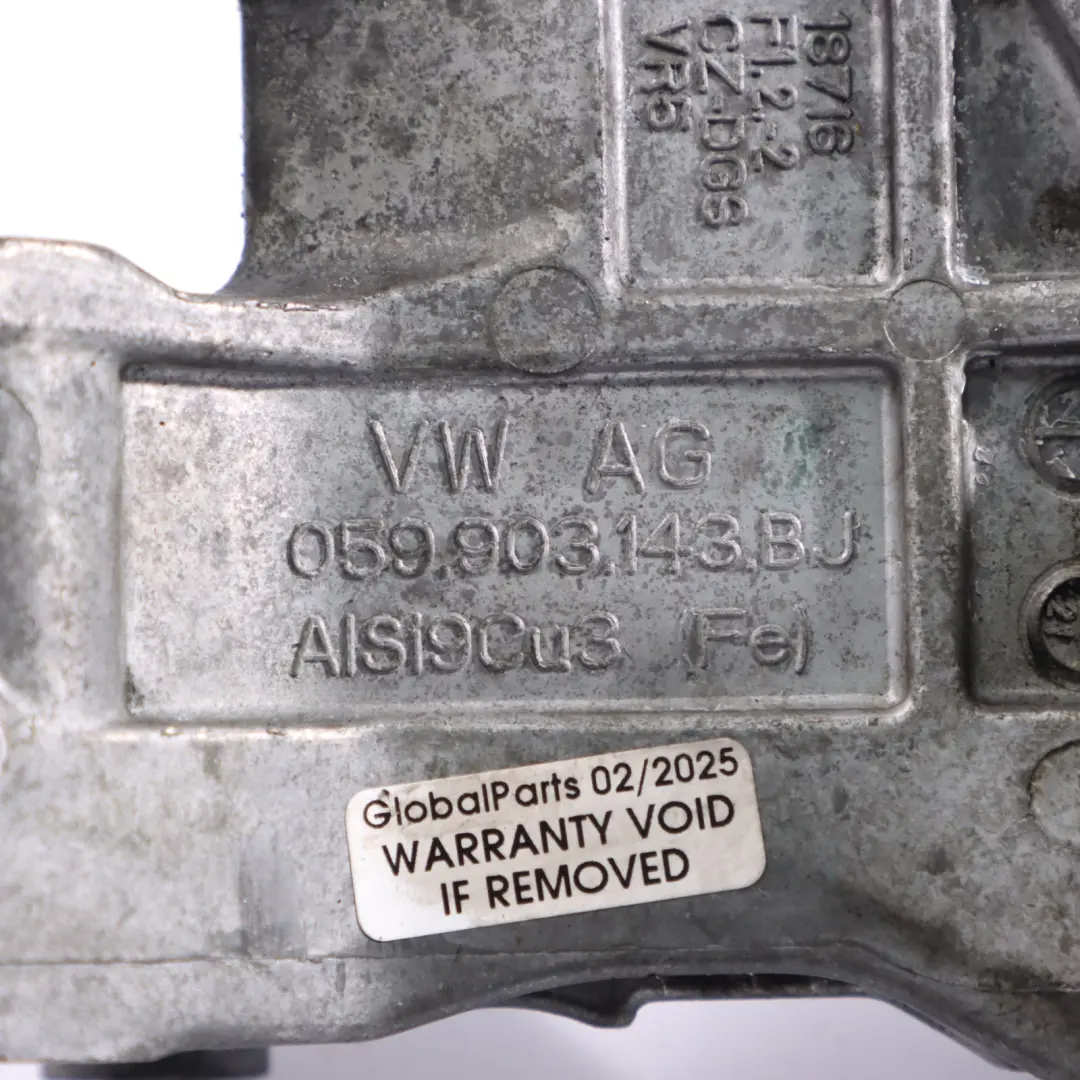 18716
F1.2-2
CZ-DGS
VR5
VW AG
059.903.143.BJ
AlSi9Cu3 (Fe)
21
GlobalParts 02/2025
WARRANTY VOID
IF REMOVED